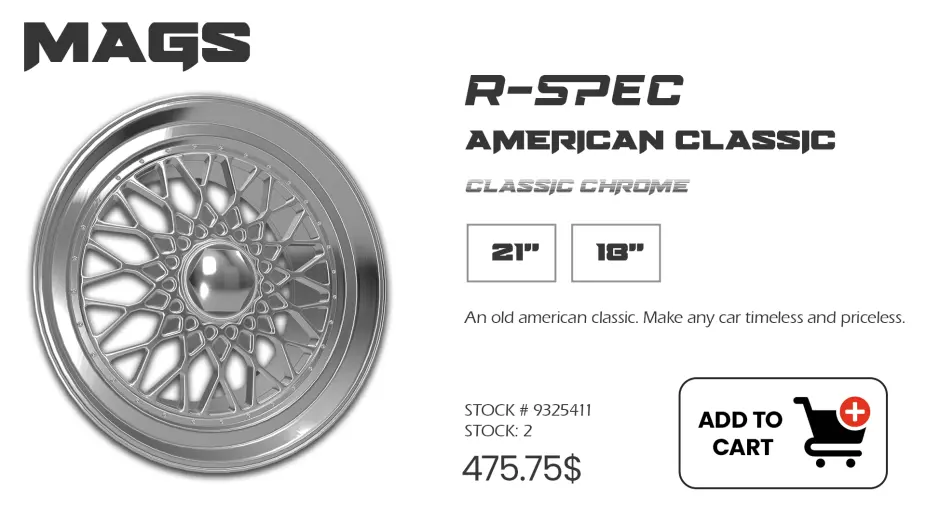 MAGS
R-SPEC
AMERICAN CLASSIC
CLASSIC CHROME
21" 18"
An old american classic. Make any car timeless and priceless.
STOCK # 9325411
STOCK: 2
475.75$
ADD TO
CART